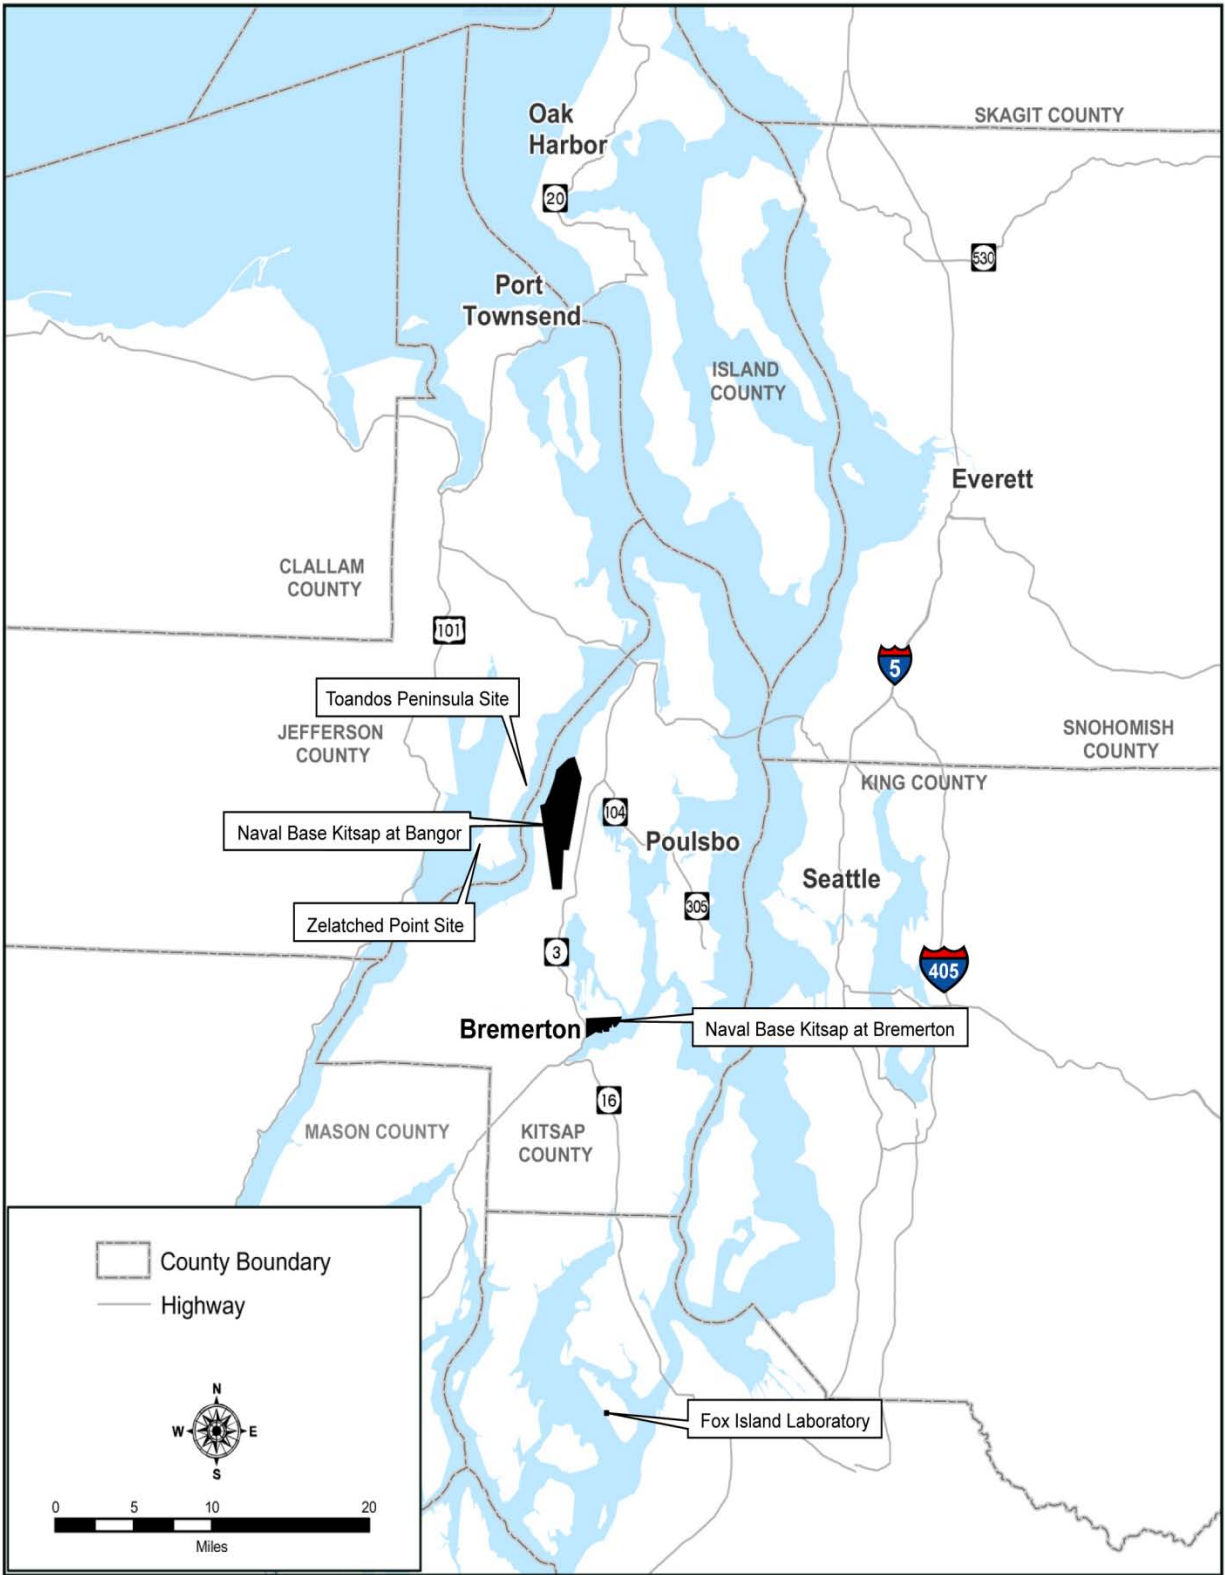 Oak
Harbor
SKAGIT COUNTY
20
530
Port
Townsend
ISLAND
COUNTY
Everett
CLALLAM
COUNTY
101
5
Toandos Peninsula Site
JEFFERSON
COUNTY
SNOHOMISH
COUNTY
KING COUNTY
104
Naval Base Kitsap at Bangor
Poulsbo
Seattle
305
Zelatched Point Site
3
405
Bremerton
Naval Base Kitsap at Bremerton
16
MASON COUNTY
KITSAP
COUNTY
County Boundary
Highway
N
W
E
S
Fox Island Laboratory
0 5 10 20
Miles